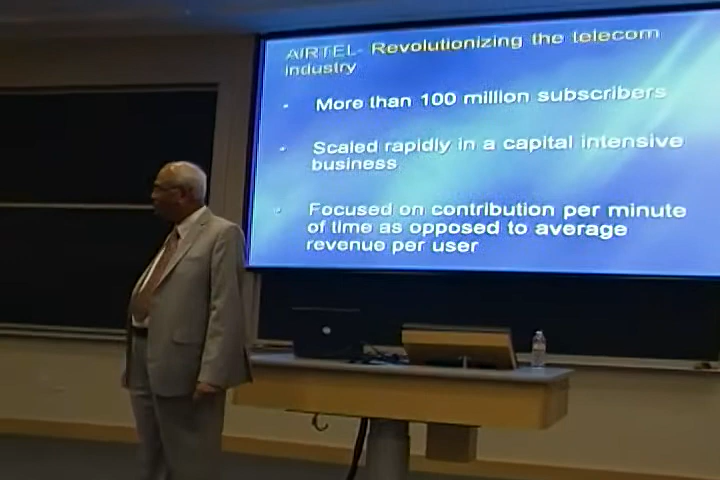 AIRTEL- Revolutionizing the telecom
industry
- More than 100 million subscribers
- Scaled rapidly in a capital intensive
business
- Focused on contribution per minute
of time as opposed to average
revenue per user